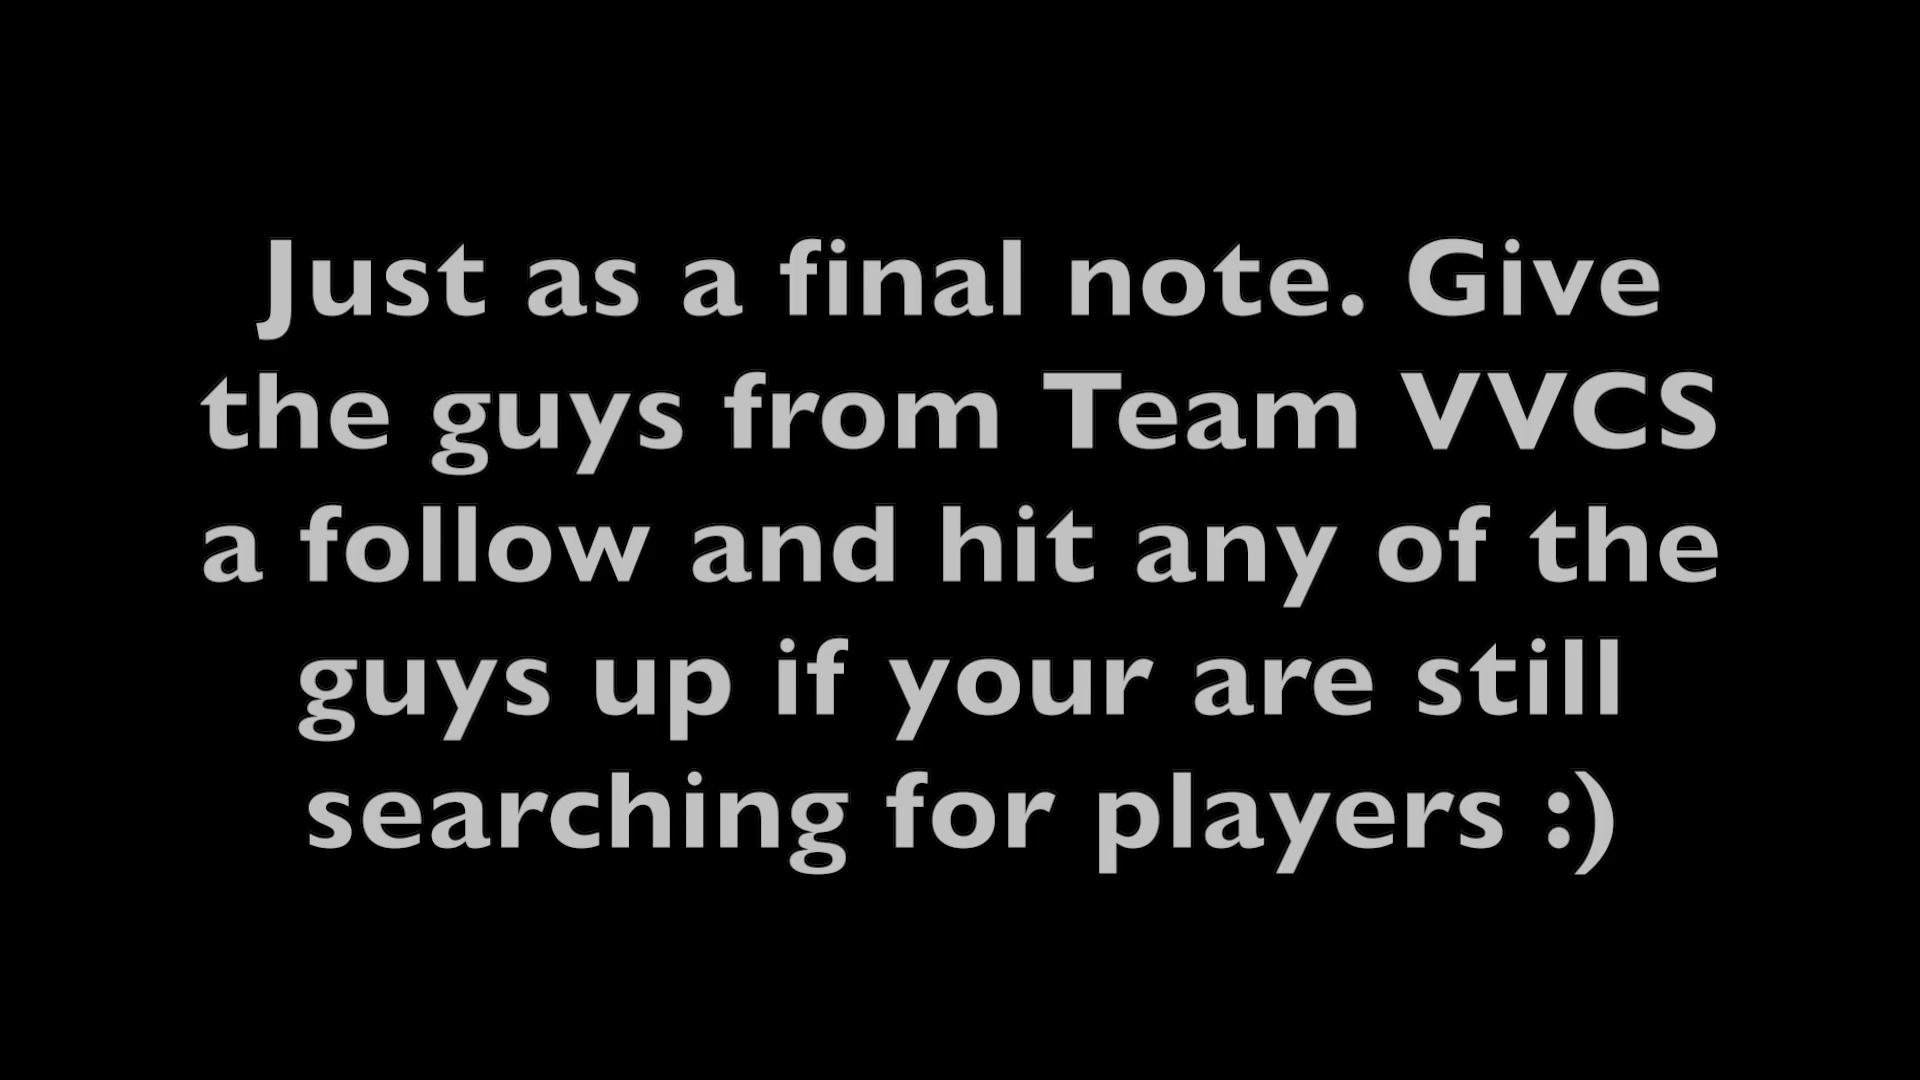 Just as a final note. Give
the guys from Team VVCS
a follow and hit any of the
guys up if your are still
searching for players :)